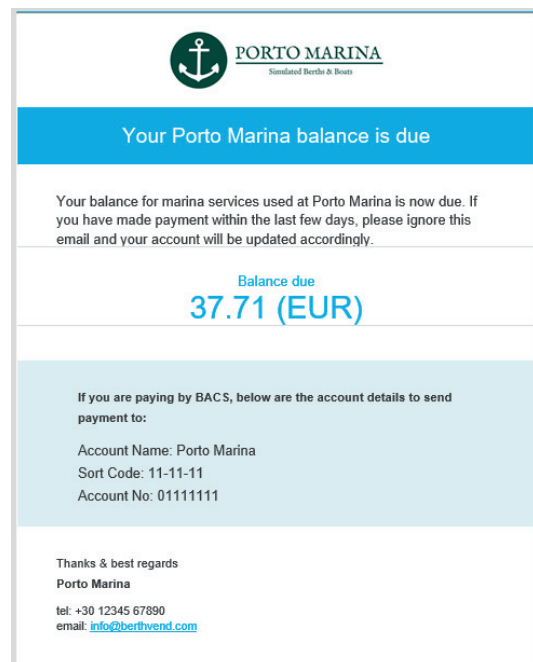 PORTO MARINA
Simulated Berths & Boats
Your Porto Marina balance is due
Your balance for marina services used at Porto Marina is now due. If
you have made payment within the last few days, please ignore this
email and your account will be updated accordingly.
Balance due
37.71 (EUR)
If you are paying by BACS, below are the account details to send
payment to:
Account Name: Porto Marina
Sort Code: 11-11-11
Account No: 01111111
Thanks & best regards
Porto Marina
tel: +30 12345 67890
email: info@berthvend.com